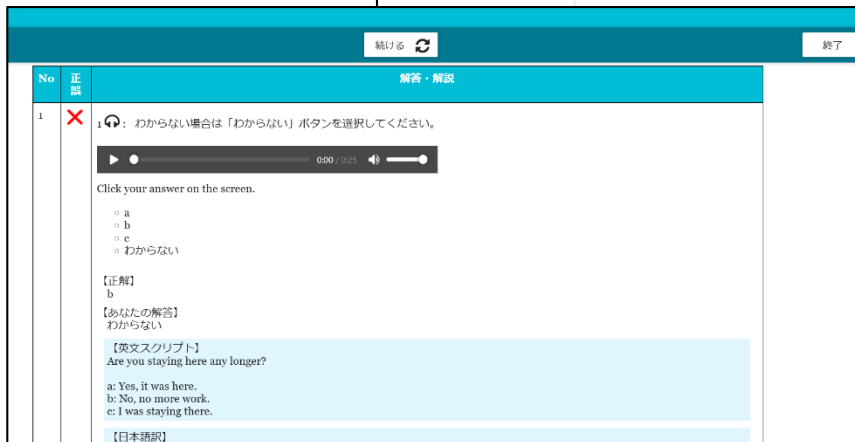 続ける
終了
No 正誤 解答・解説
1 1 : わからない場合は「わからない」ボタンを選択してください。
0:00 / 0:25
Click your answer on the screen.
a
b
c
わからない
【正解】
b
【あなたの解答】
わからない
【英文スクリプト】
Are you staying here any longer?
a: Yes, it was here.
b: No, no more work.
c: I was staying there.
【日本語訳】